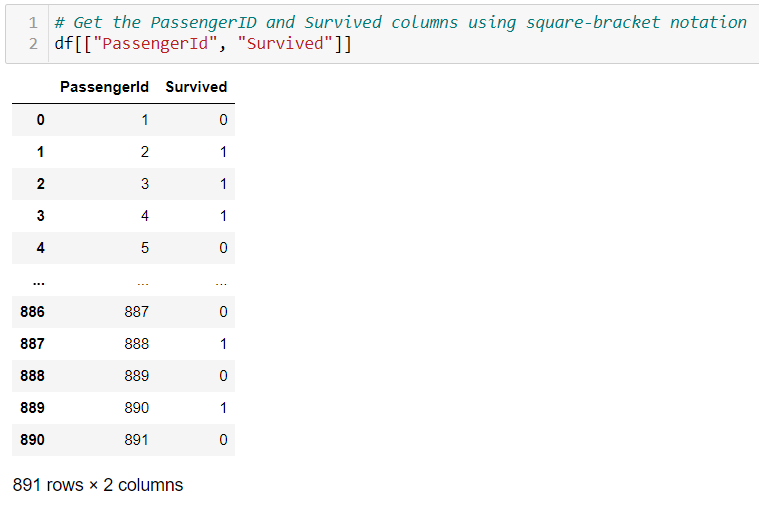 1 # Get the PassengerID and Survived columns using square-bracket notation
2 df[["PassengerId", "Survived"]]
PassengerId Survived
0 1 0
1 2 1
2 3 1
3 4 1
4 5 0
... ... ...
886 887 0
887 888 1
888 889 0
889 890 1
890 891 0
891 rows × 2 columns